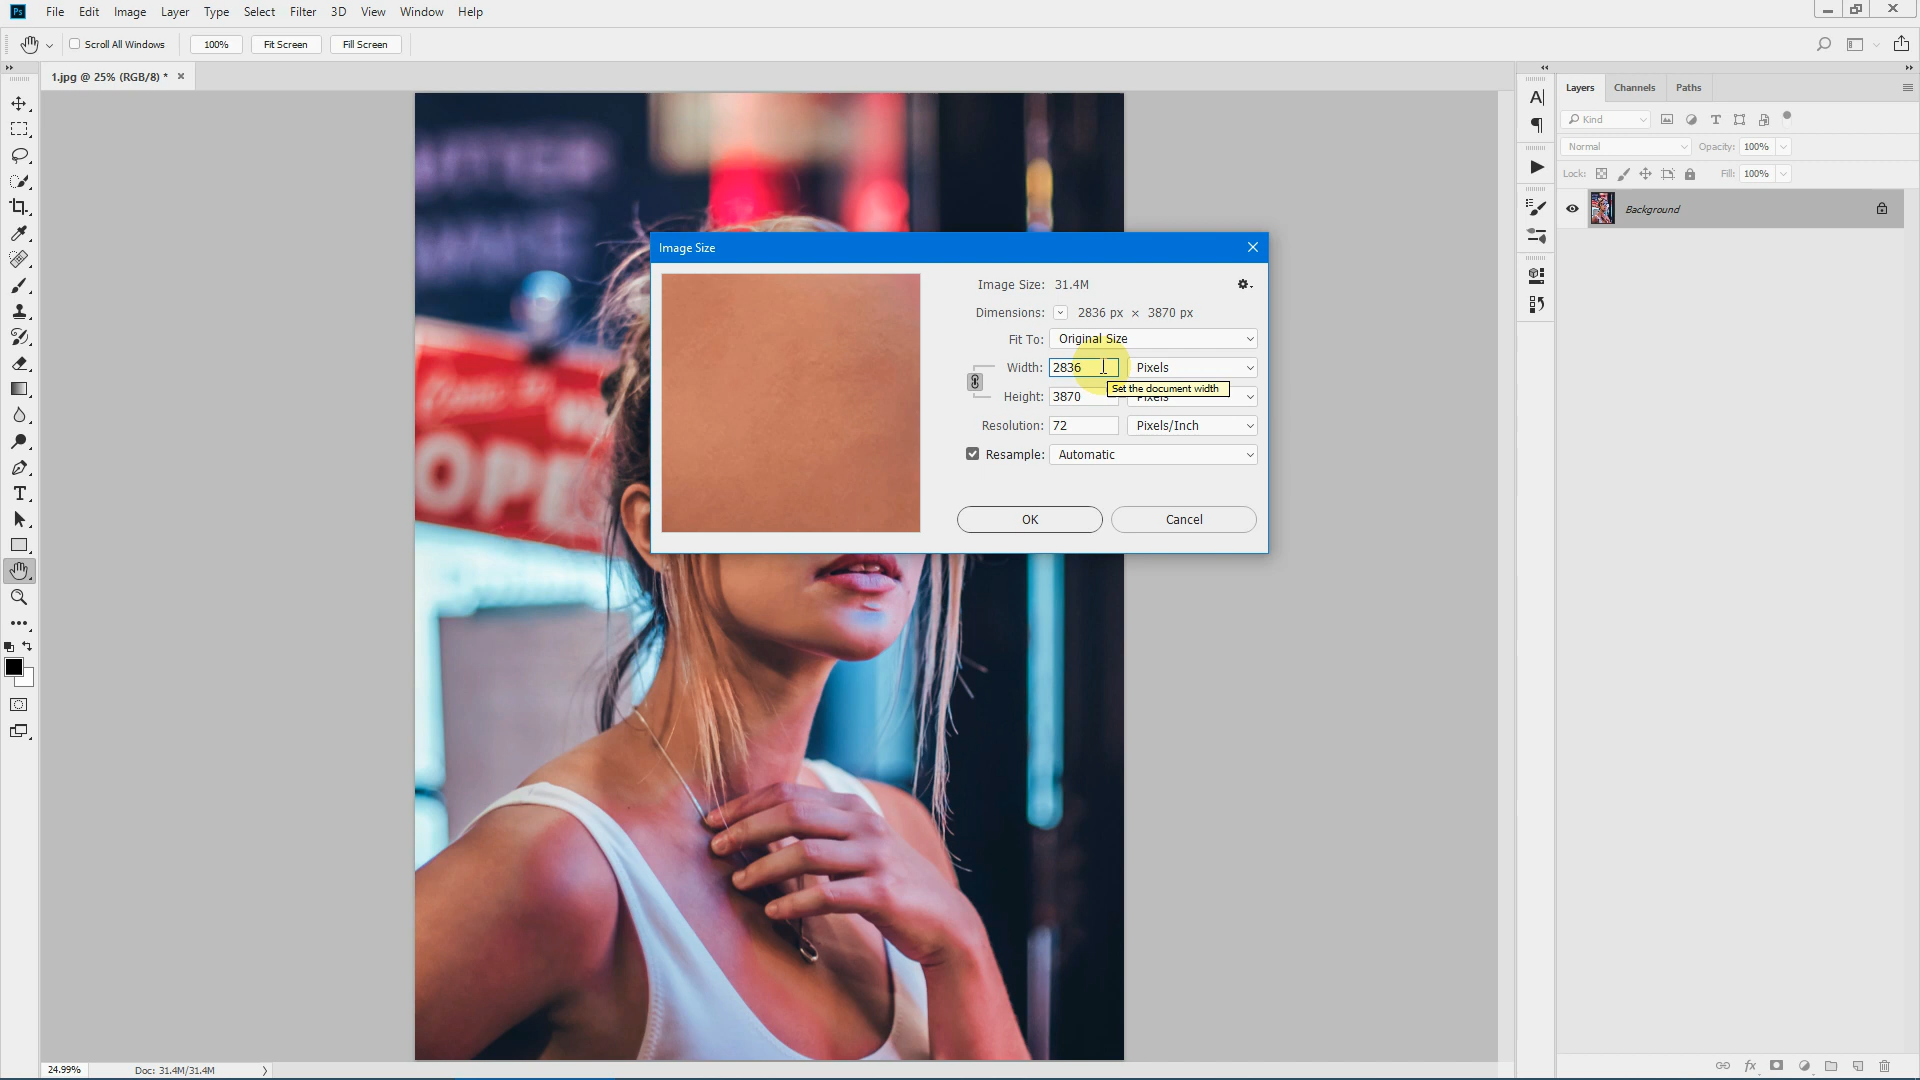 Ps File Edit Image Layer Type Select Filter 3D View Window Help
Scroll All Windows 100% Fit Screen Fill Screen
1.jpg @ 25% (RGB/8) *
Layers Channels Paths
Kind
Normal Opacity: 100%
Lock: Fill: 100%
Background
Image Size
Image Size: 31.4M
Dimensions: 2836 px × 3870 px
Fit To: Original Size
Width: 2836 Pixels
Set the document width
Height: 3870 Pixels
Resolution: 72 Pixels/Inch
Resample: Automatic
OK Cancel
OPE
24.99% Doc: 31.4M/31.4M